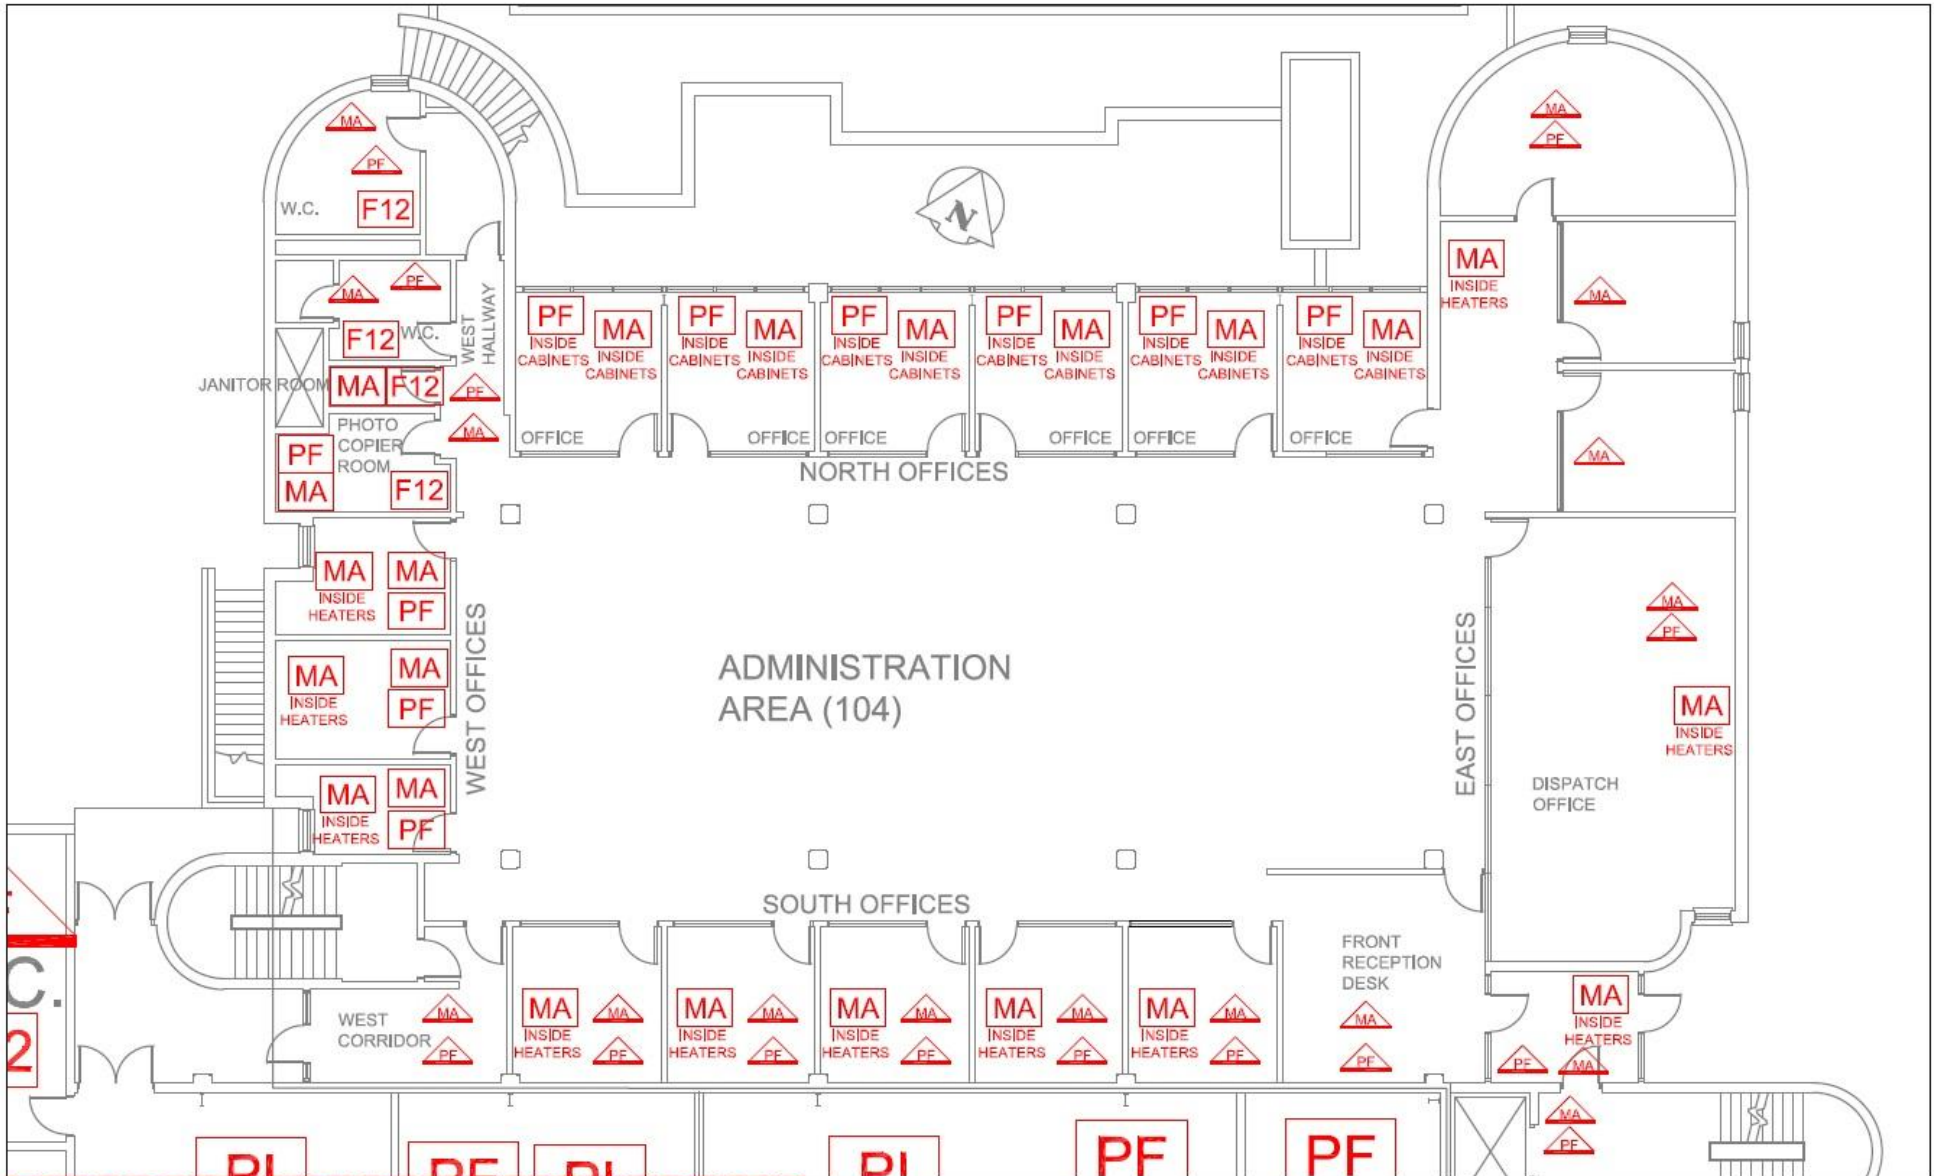 MA
MA
PF
PF
W.C.
F12
N
MA
INSIDE
HEATERS
MA
MA
PF
F12
W.C.
WEST
HALLWAY
PF
INSIDE
CABINETS
MA
INSIDE
CABINETS
PF
INSIDE
CABINETS
MA
INSIDE
CABINETS
PF
INSIDE
CABINETS
MA
INSIDE
CABINETS
PF
INSIDE
CABINETS
MA
INSIDE
CABINETS
PF
INSIDE
CABINETS
MA
INSIDE
CABINETS
PF
INSIDE
CABINETS
MA
INSIDE
CABINETS
JANITOR ROOM
MA
F12
PF
MA
PHOTO
COPIER
ROOM
PF
MA
F12
OFFICE
OFFICE
OFFICE
OFFICE
OFFICE
OFFICE
MA
NORTH OFFICES
MA
INSIDE
HEATERS
MA
PF
MA
INSIDE
HEATERS
MA
PF
MA
INSIDE
HEATERS
MA
PF
WEST OFFICES
ADMINISTRATION
AREA (104)
EAST OFFICES
MA
PF
MA
INSIDE
HEATERS
DISPATCH
OFFICE
SOUTH OFFICES
FRONT
RECEPTION
DESK
MA
PF
C.
2
WEST
CORRIDOR
MA
PF
MA
INSIDE
HEATERS
MA
PF
MA
INSIDE
HEATERS
MA
PF
MA
INSIDE
HEATERS
MA
PF
MA
INSIDE
HEATERS
MA
PF
MA
INSIDE
HEATERS
MA
PF
MA
INSIDE
HEATERS
PF
MA
MA
PF
PF
PF